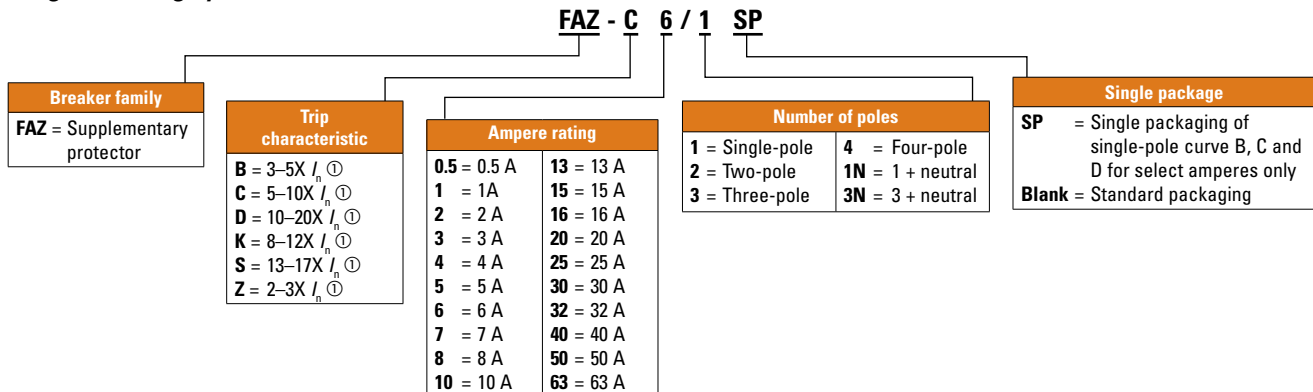 FAZ - C 6 / 1 SP
Breaker family
FAZ = Supplementary
protector
Trip
characteristic
B = 3–5X Iₙ ①
C = 5–10X Iₙ ①
D = 10–20X Iₙ ①
K = 8–12X Iₙ ①
S = 13–17X Iₙ ①
Z = 2–3X Iₙ ①
Ampere rating
0.5 = 0.5 A
1 = 1A
2 = 2 A
3 = 3 A
4 = 4 A
5 = 5 A
6 = 6 A
7 = 7 A
8 = 8 A
10 = 10 A
13 = 13 A
15 = 15 A
16 = 16 A
20 = 20 A
25 = 25 A
30 = 30 A
32 = 32 A
40 = 40 A
50 = 50 A
63 = 63 A
Number of poles
1 = Single-pole
2 = Two-pole
3 = Three-pole
4 = Four-pole
1N = 1 + neutral
3N = 3 + neutral
Single package
SP = Single packaging of
single-pole curve B, C and
D for select amperes only
Blank = Standard packaging